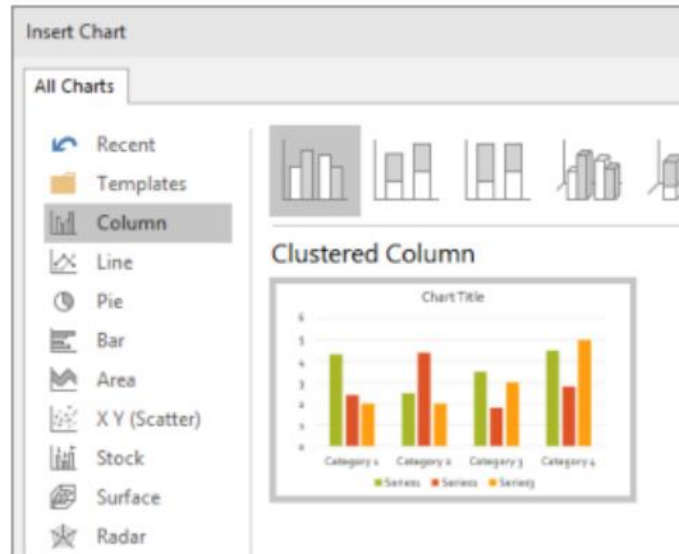 Insert Chart
All Charts
Recent
Templates
Column
Line
Pie
Bar
Area
X Y (Scatter)
Stock
Surface
Radar
Clustered Column
Chart Title
6
5
4
3
2
1
0
Category 1 Category 2 Category 3 Category 4
Series1 Series2 Series3